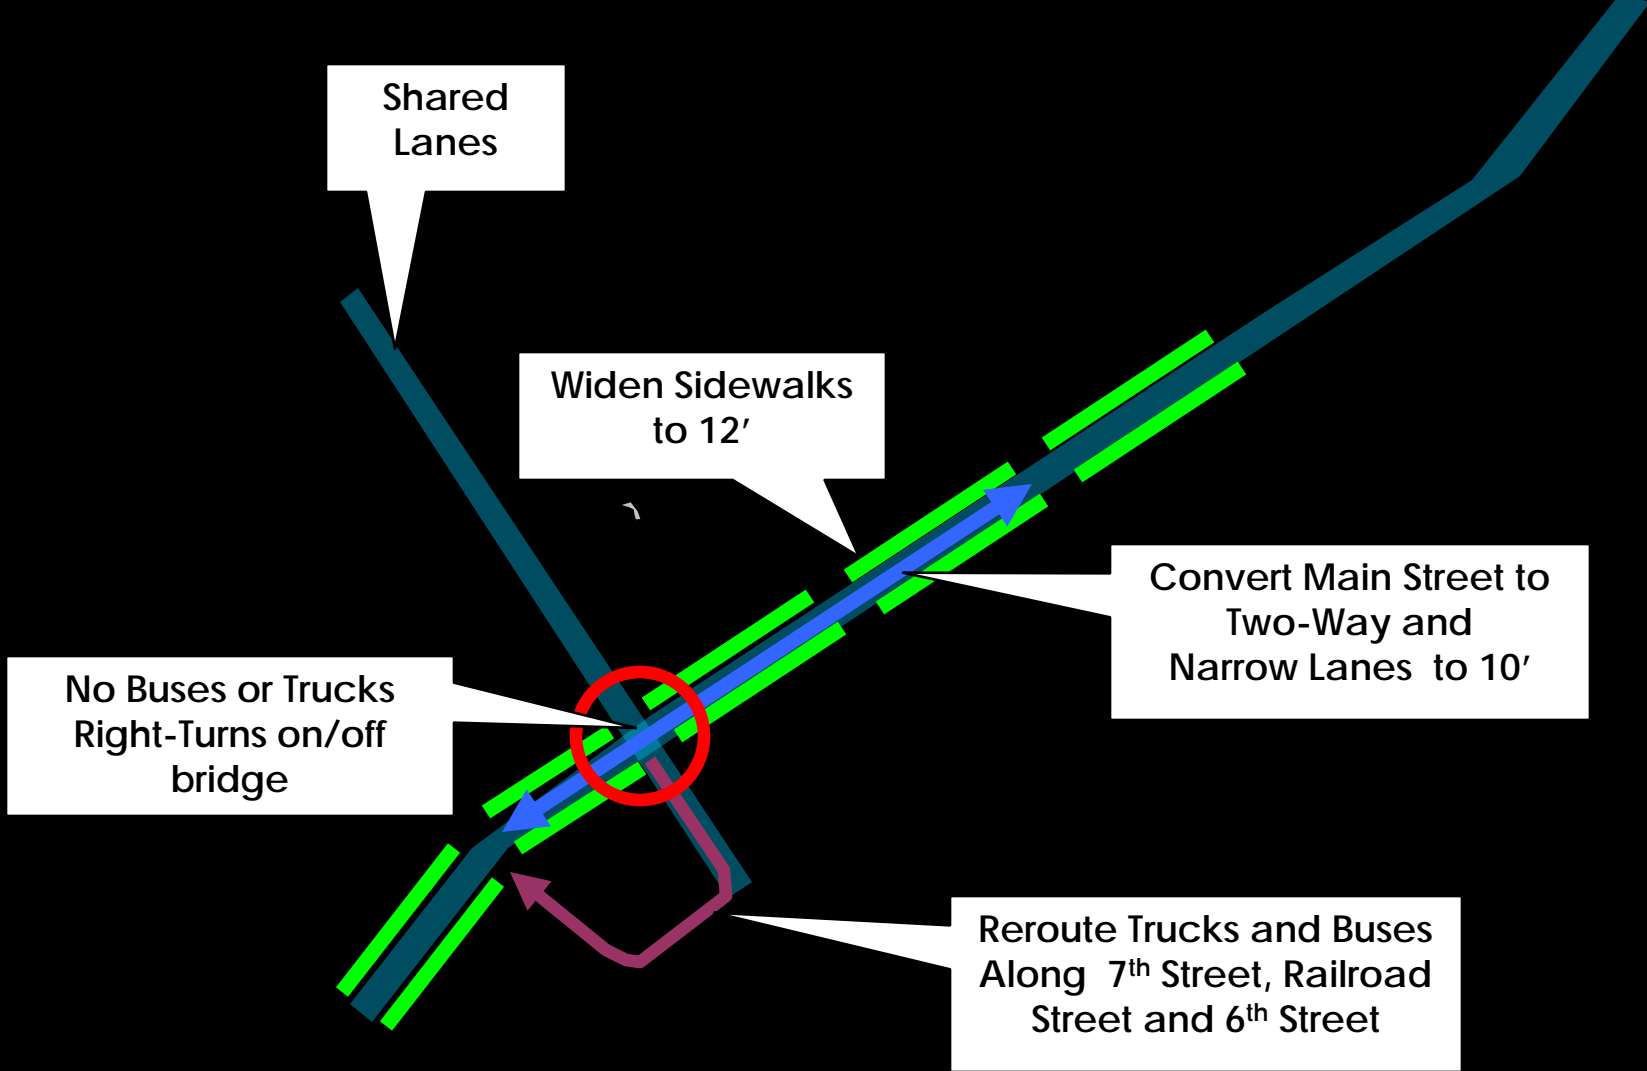 Shared
Lanes
Widen Sidewalks
to 12’
Convert Main Street to
Two-Way and
Narrow Lanes to 10’
No Buses or Trucks
Right-Turns on/off
bridge
Reroute Trucks and Buses
Along 7th Street, Railroad
Street and 6th Street